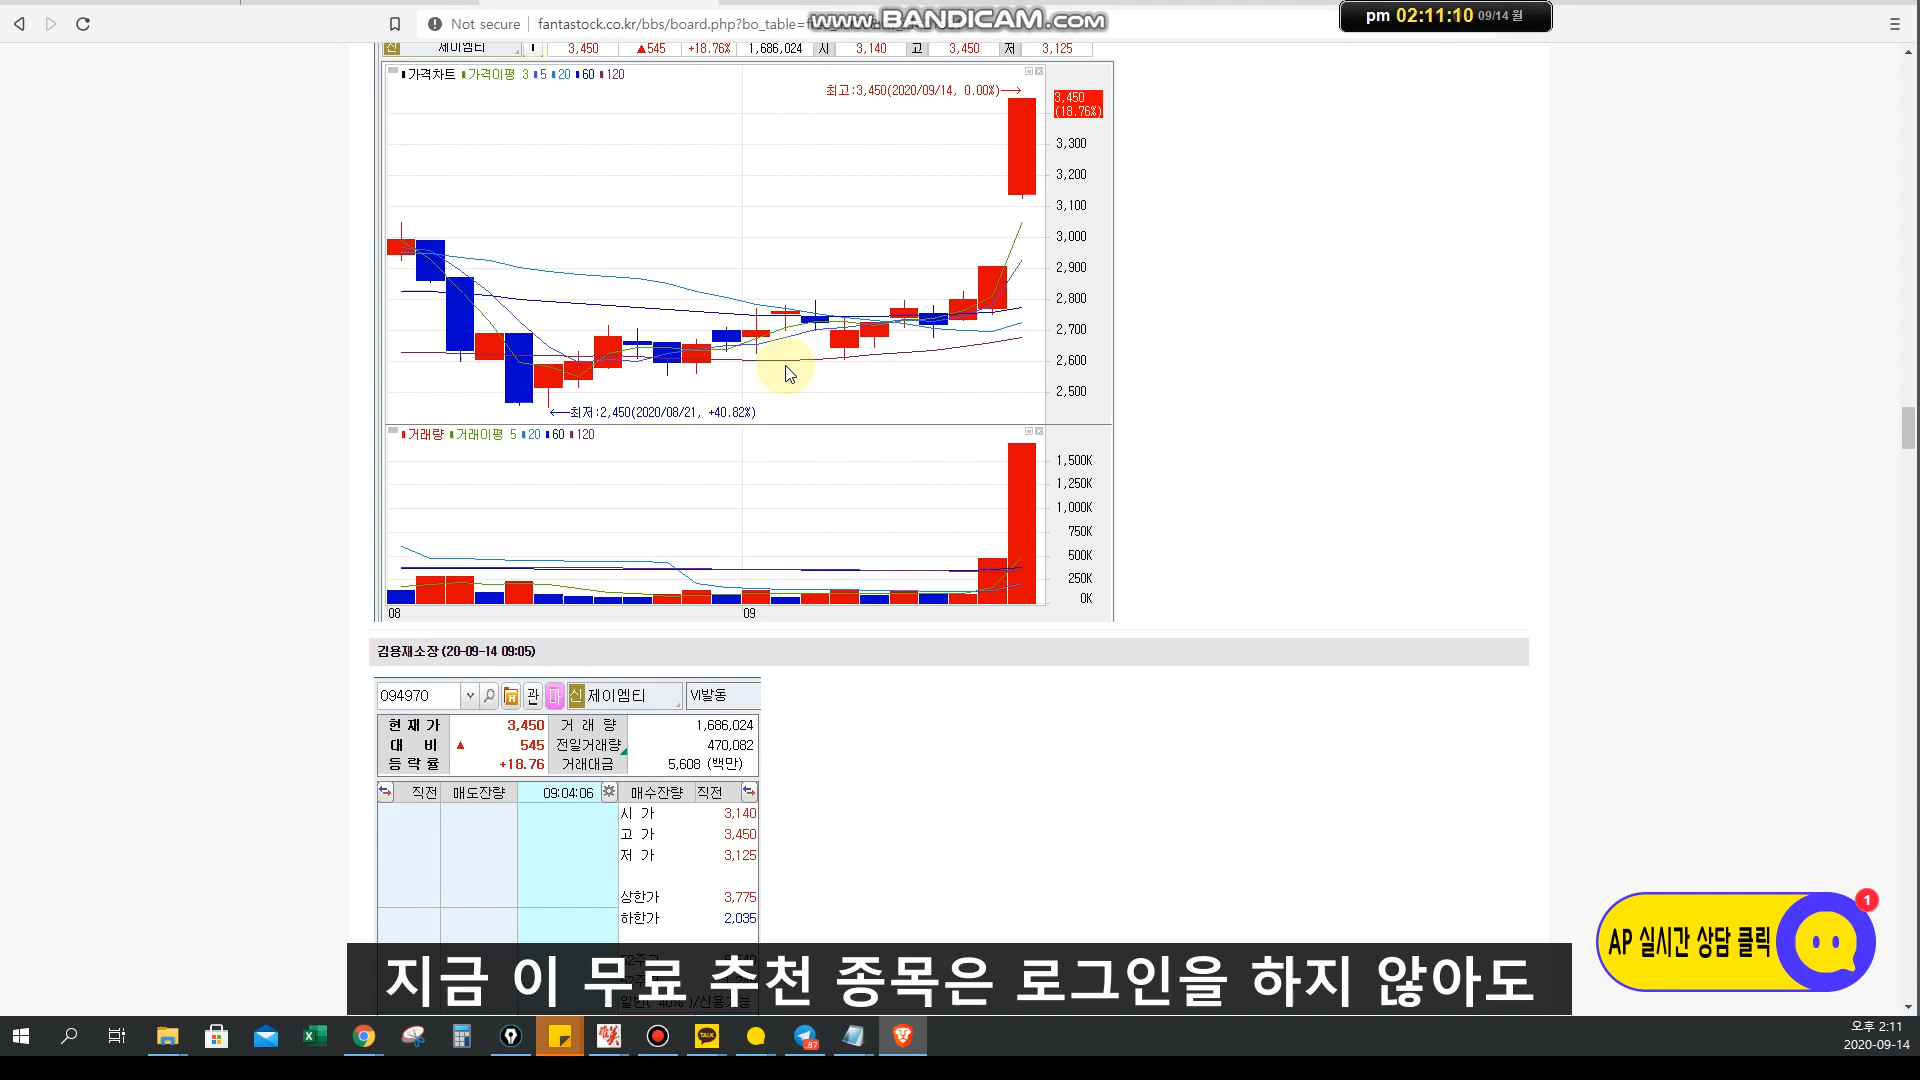 Not secure
fantastock.co.kr/bbs/board.php?bo_table=
www.BANDICAM.com
pm 02:11:10 09/14 월
신 제이엠티 3,450 ▲545 +18.76% 1,686,024 시 3,140 고 3,450 저 3,125
가격차트 가격이평 3 5 20 60 120
최고:3,450(2020/09/14, 0.00%)
3,450
(18.76%)
3,300
3,200
3,100
3,000
2,900
2,800
2,700
2,600
2,500
최저:2,450(2020/08/21, +40.82%)
거래량 거래이평 5 20 60 120
1,500K
1,250K
1,000K
750K
500K
250K
0K
08 09
김용재소장 (20-09-14 09:05)
094970 관 마 신 제이엠티 VI발동
현재가 3,450 거래량 1,686,024
대비 ▲ 545 전일거래량 470,082
등락률 +18.76 거래대금 5,608 (백만)
직전 매도잔량 09:04:06 매수잔량 직전
시가 3,140
고가 3,450
저가 3,125
상한가 3,775
하한가 2,035
지금 이 무료 추천 종목은 로그인을 하지 않아도
AP 실시간 상담 클릭
1
TALK
87
오후 2:11
2020-09-14